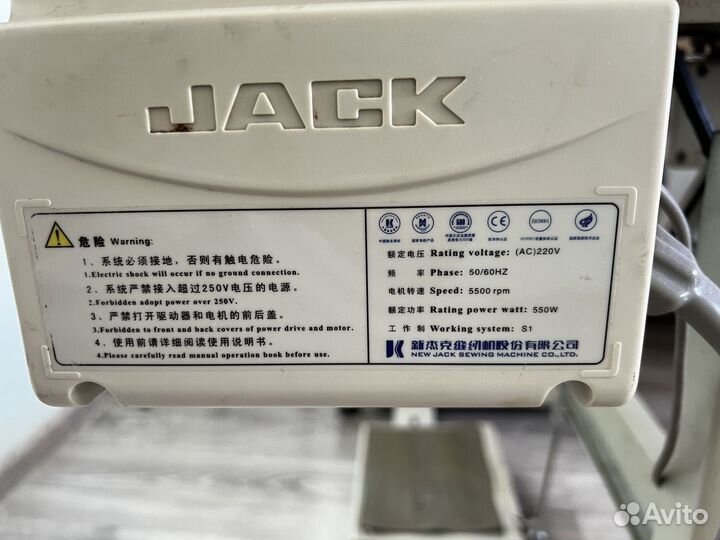 JACK
危险 Warning:
1、系统必须接地，否则有触电危险。
1.Electric shock will occur if no ground connection.
2、系统严禁接入超过250V电压的电源。
2.Forbidden adopt power over 250V.
3、严禁打开驱动器和电机的前后盖。
3.Forbidden to front and back covers of power drive and motor.
4、使用前请详细阅读使用说明书。
4.Please carefully read manual operation book before use.
500 CE ISO9001
额定电压 Rating voltage: (AC)220V
频 率 Phase: 50/60HZ
电机转速 Speed: 5500 rpm
额定功率 Rating power watt: 550W
工 作 制 Working system: S1
新杰克缝纫机股份有限公司
NEW JACK SEWING MACHINE CO.,LTD.
Avito